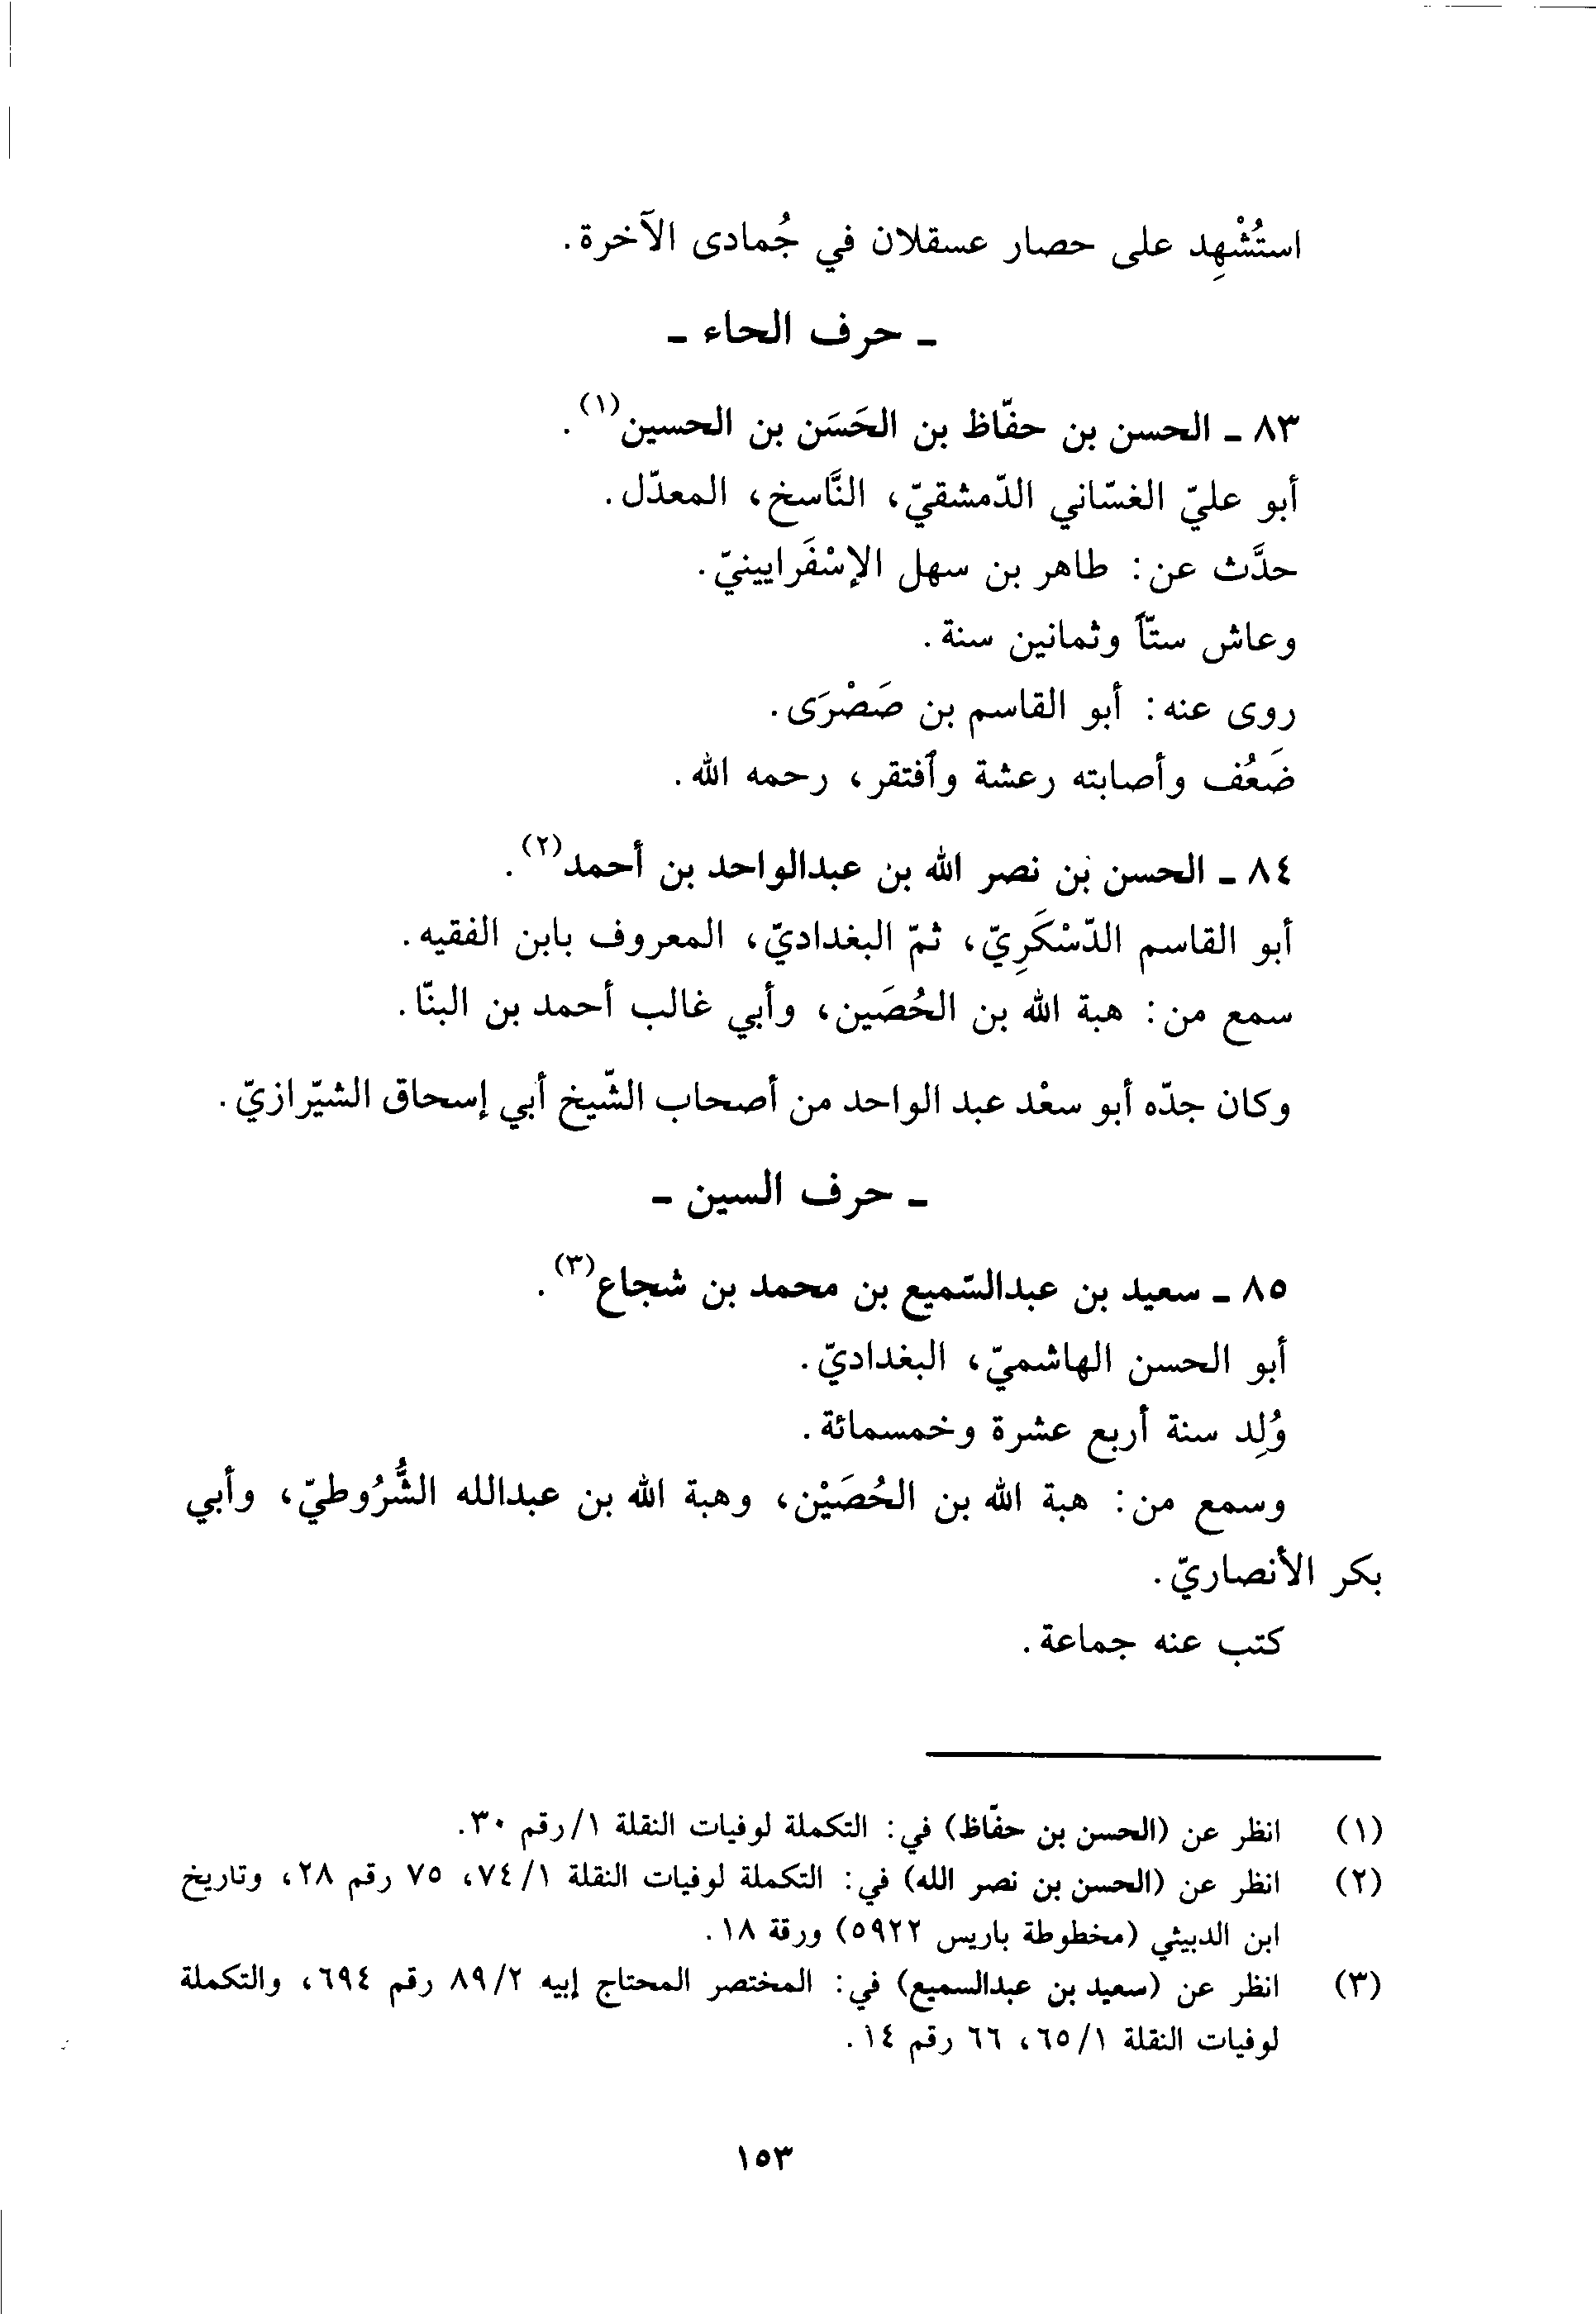 استُشْهِد على حصار عسقلان في جُمادى الآخرة.
ـ حرف الحاء ـ
٨٣ ـ الحسن بن حفّاظ بن الحَسَن بن الحسين(١).
أبو عليّ الغسّاني الدّمشقيّ، النَّاسخ، المعدّل.
حدَّث عن: طاهر بن سهل الإسْفَرايينيّ.
وعاش ستّاً وثمانين سنة.
روى عنه: أبو القاسم بن صَصْرَى.
ضَعُف وأصابته رعشة وٱفتقر، رحمه الله.
٨٤ ـ الحسن بن نصر الله بن عبدالواحد بن أحمد(٢).
أبو القاسم الدّسْكَرِيّ، ثمّ البغداديّ، المعروف بابن الفقيه.
سمع من: هبة الله بن الحُصَين، وأبي غالب أحمد بن البنّا.
وكان جدّه أبو سعْد عبد الواحد من أصحاب الشّيخ أبي إسحاق الشيّرازيّ.
ـ حرف السين ـ
٨٥ ـ سعيد بن عبدالسّميع بن محمد بن شجاع(٣).
أبو الحسن الهاشميّ، البغداديّ.
وُلِد سنة أربع عشرة وخمسمائة.
وسمع من: هبة الله بن الحُصَيْن، وهبة الله بن عبدالله الشُّرُوطيّ، وأبي
بكر الأنصاريّ.
كتب عنه جماعة.
(١) انظر عن (الحسن بن حفّاظ) في: التكملة لوفيات النقلة ١/رقم ٣٠.
(٢) انظر عن (الحسن بن نصر الله) في: التكملة لوفيات النقلة ٧٤/١، ٧٥ رقم ٢٨، وتاريخ
ابن الدبيثي (مخطوطة باريس ٥٩٢٢) ورقة ١٨.
(٣) انظر عن (سعيد بن عبدالسميع) في: المختصر المحتاج إبيه ٨٩/٢ رقم ٦٩٤، والتكملة
لوفيات النقلة ٦٥/١، ٦٦ رقم ١٤.
١٥٣